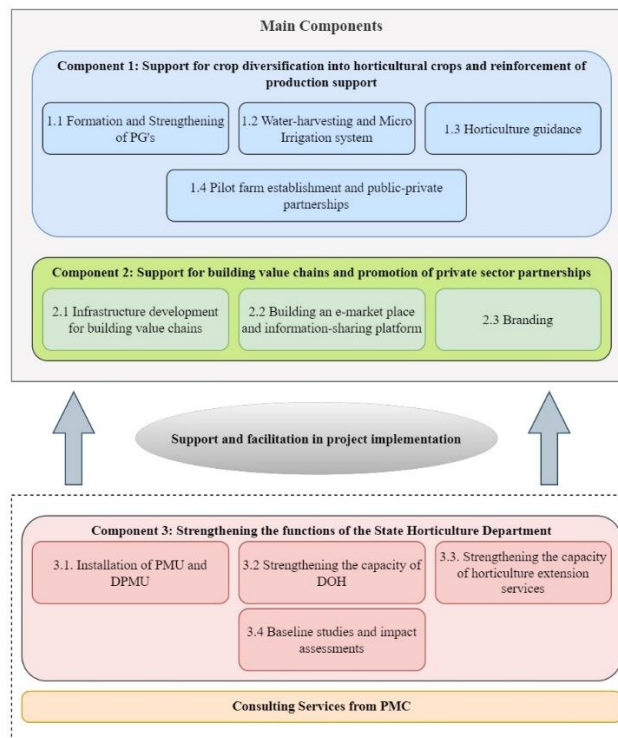 Main Components
Component 1: Support for crop diversification into horticultural crops and reinforcement of
production support
1.1 Formation and Strengthening
of PG's
1.2 Water-harvesting and Micro
Irrigation system
1.3 Horticulture guidance
1.4 Pilot farm establishment and public-private
partnerships
Component 2: Support for building value chains and promotion of private sector partnerships
2.1 Infrastructure development
for building value chains
2.2 Building an e-market place
and information-sharing platform
2.3 Branding
Support and facilitation in project implementation
Component 3: Strengthening the functions of the State Horticulture Department
3.1. Installation of PMU and
DPMU
3.2 Strengthening the capacity of
DOH
3.3. Strengthening the capacity
of horticulture extension
services
3.4 Baseline studies and impact
assessments
Consulting Services from PMC